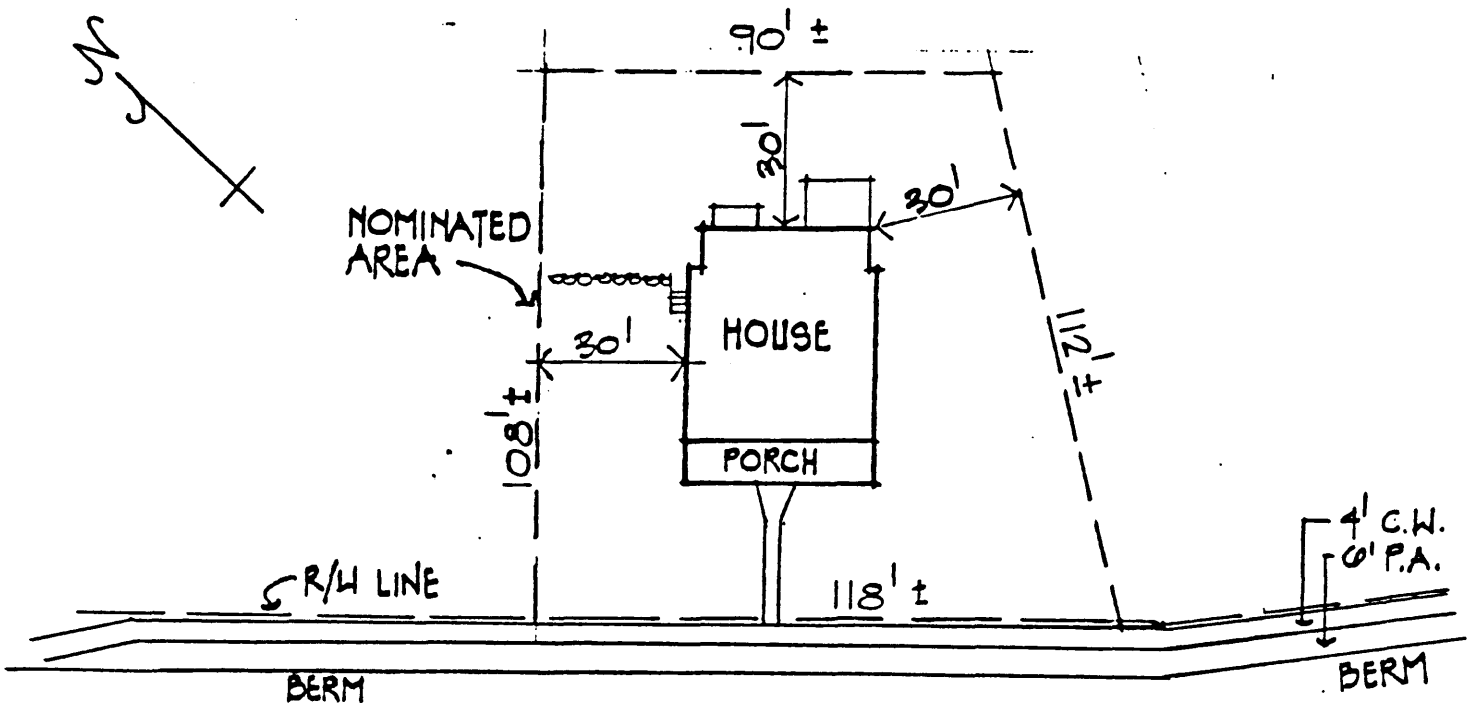 N
90' ±
30'
30'
NOMINATED
AREA
HOUSE
30'
112' ±
108' ±
PORCH
4' C.W.
6' P.A.
R/W LINE
118' ±
BERM
BERM